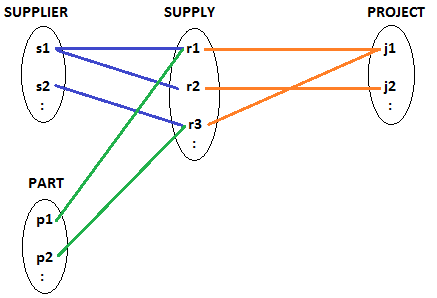 SUPPLIER SUPPLY PROJECT
s1 r1 j1
s2 r2 j2
: r3 :
:
PART
p1
p2
: